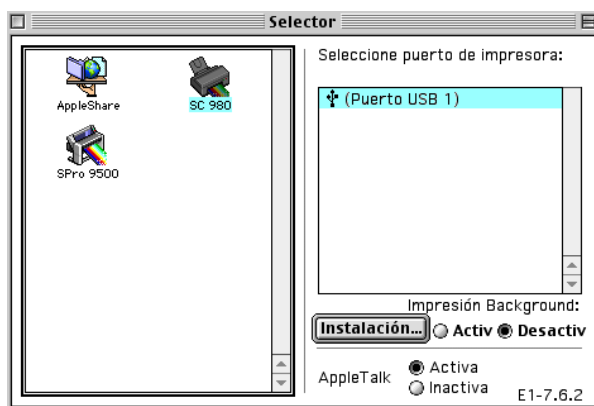 Selector
AppleShare
SC 980
SPro 9500
Seleccione puerto de impresora:
(Puerto USB 1)
Impresión Background:
Instalación... Activ Desactiv
AppleTalk
Activa
Inactiva
E1-7.6.2